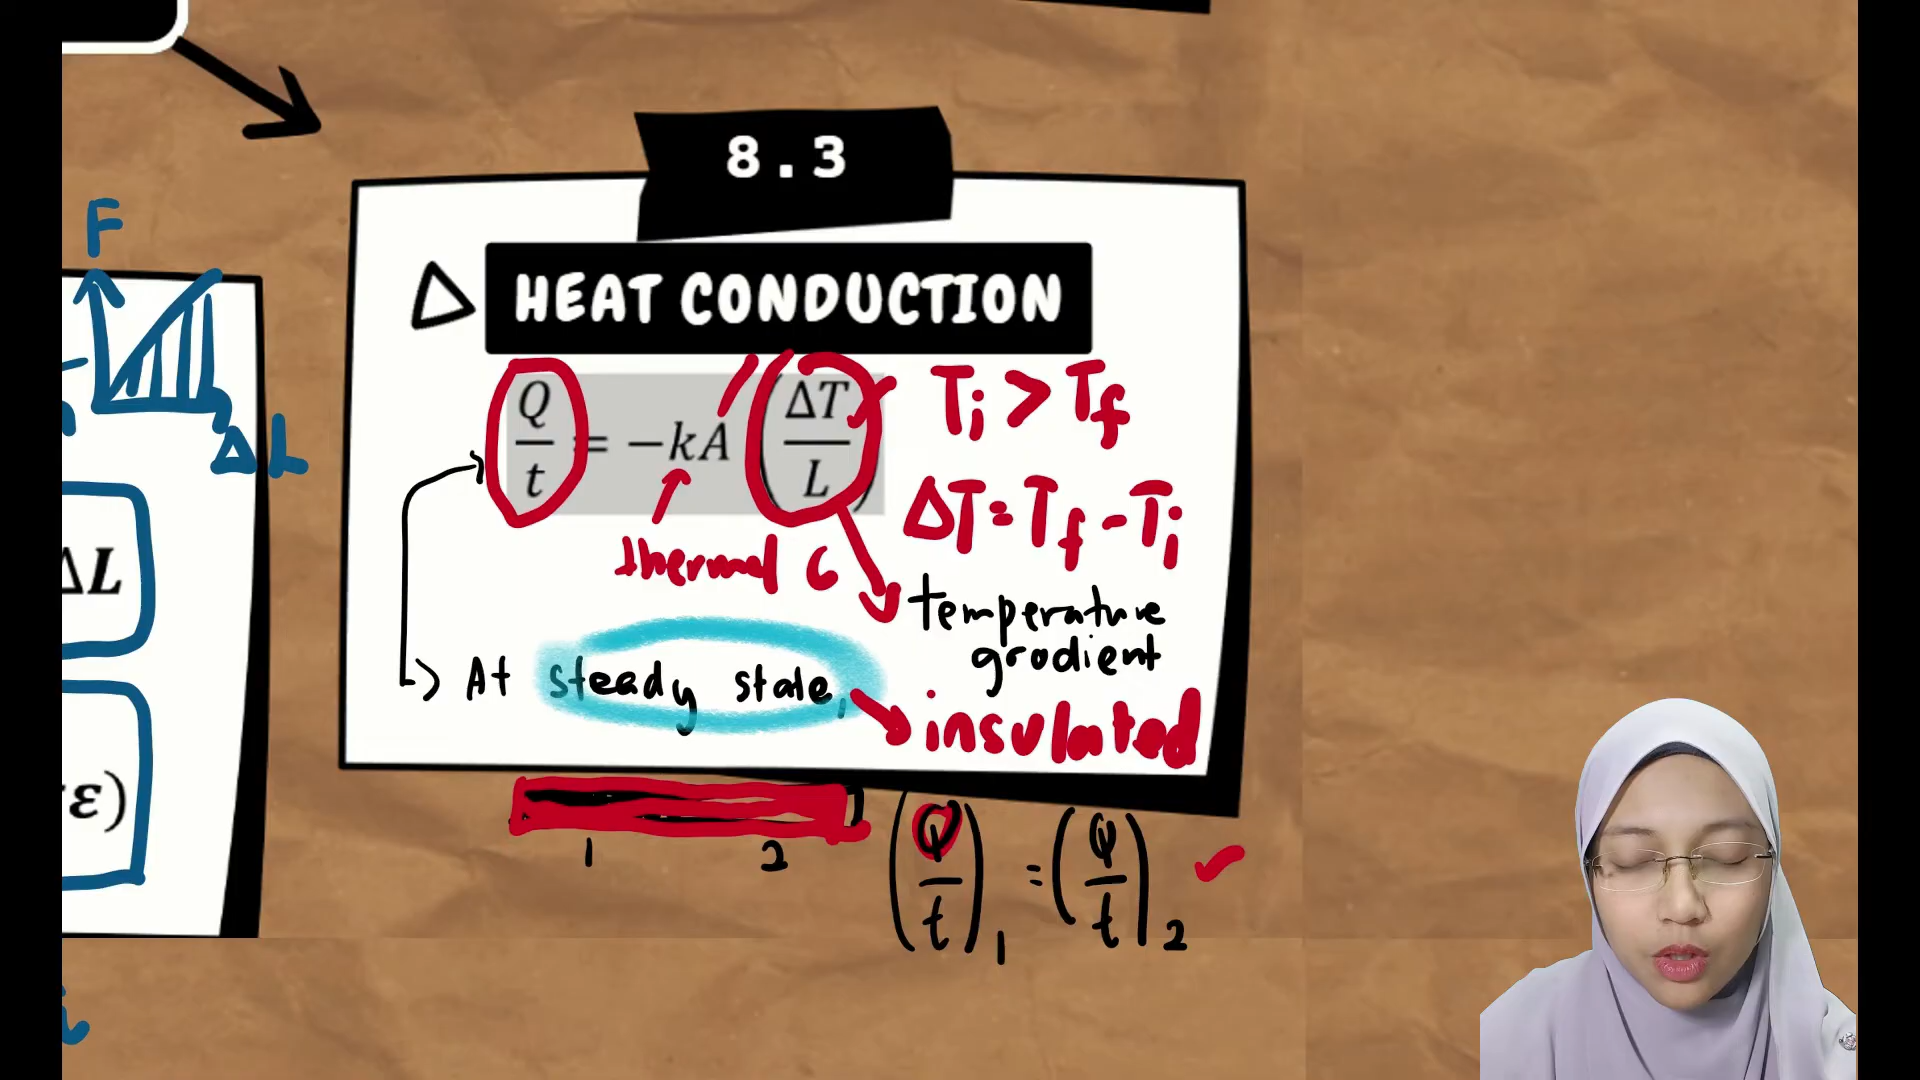 8.3
F
ΔL
HEAT CONDUCTION
Q/t = −kA (ΔT/L)
Ti > Tf
ΔT = Tf - Ti
thermal C
temperature
gradient
At steady state,
insulated
1 2
(Q/t)1 = (Q/t)2 ✓
ΔL
ε)